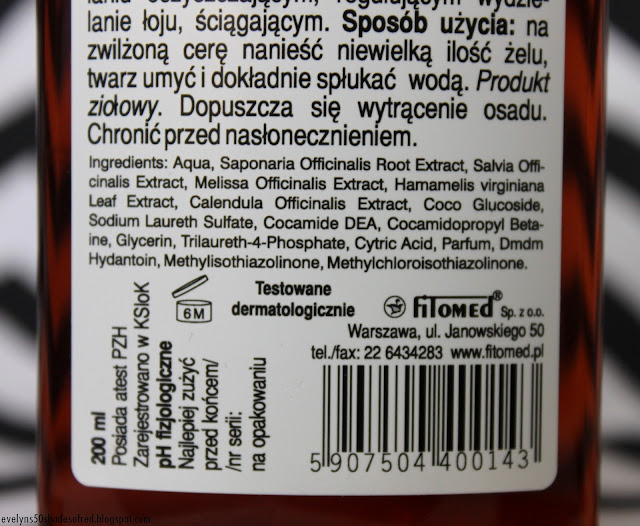 lanie łoju, ściągającym. Sposób użycia: na
zwilżoną cerę nanieść niewielką ilość żelu,
twarz umyć i dokładnie spłukać wodą. Produkt
ziołowy. Dopuszcza się wytrącenie osadu.
Chronić przed nasłonecznieniem.
Ingredients: Aqua, Saponaria Officinalis Root Extract, Salvia Offi-
cinalis Extract, Melissa Officinalis Extract, Hamamelis virginiana
Leaf Extract, Calendula Officinalis Extract, Coco Glucoside,
Sodium Laureth Sulfate, Cocamide DEA, Cocamidopropyl Beta-
ine, Glycerin, Trilaureth-4-Phosphate, Cytric Acid, Parfum, Dmdm
Hydantoin, Methylisothiazolinone, Methylchloroisothiazolinone.
6M
Testowane
dermatologicznie
FITOMED® Sp. z o.o.
Warszawa, ul. Janowskiego 50
tel./fax: 22 6434283 www.fitomed.pl
200 ml
Posiada atest PZH
Zarejestrowano w KSIoK
pH fizjologiczne
Najlepiej zużyć
przed końcem/
/nr serii:
na opakowaniu
5 907504 400143
evelyns50shadesofred.blogspot.com